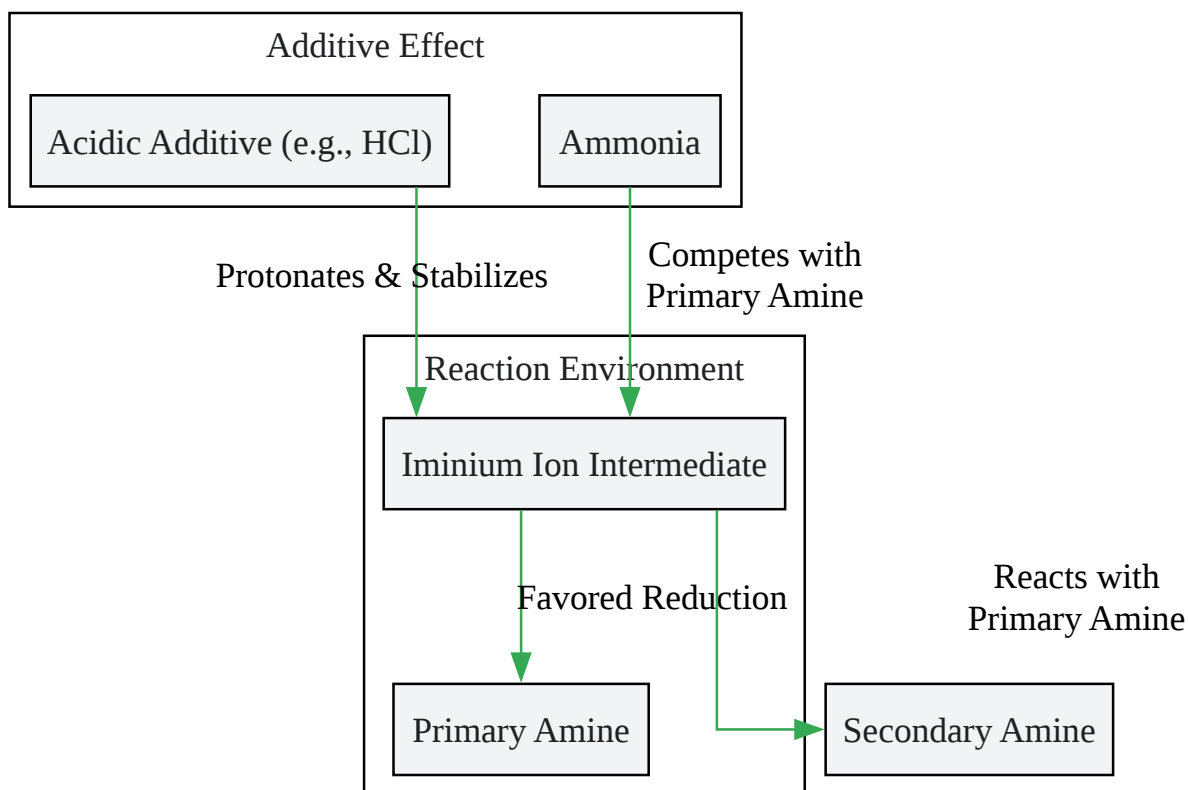 Additive Effect
Acidic Additive (e.g., HCl)
Ammonia
Protonates & Stabilizes
Competes with
Primary Amine
Reaction Environment
Iminium Ion Intermediate
Favored Reduction
Reacts with
Primary Amine
Primary Amine
Secondary Amine